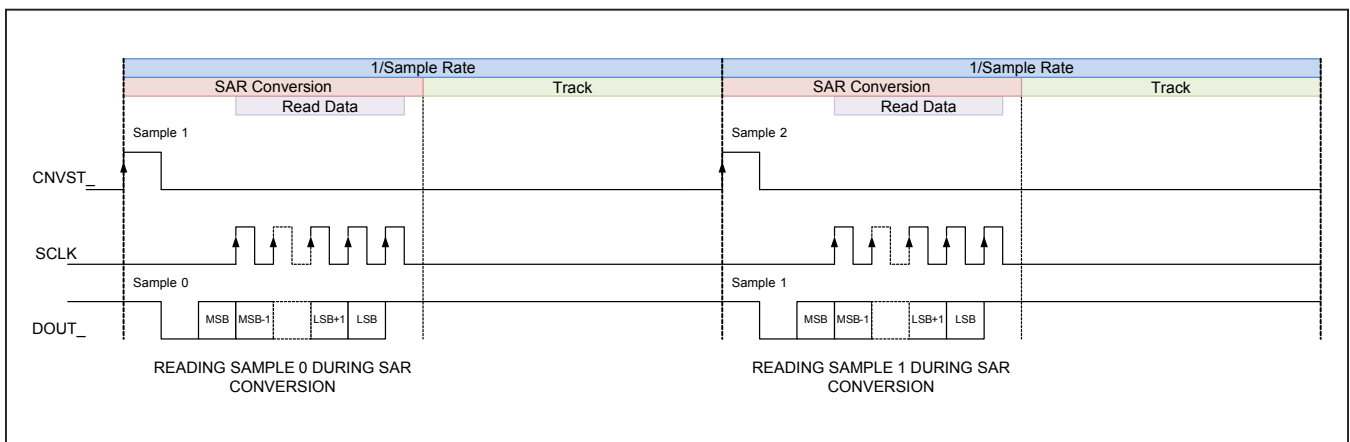 1/Sample Rate 1/Sample Rate
SAR Conversion Track SAR Conversion Track
Read Data Read Data
Sample 1 Sample 2
CNVST_
SCLK
Sample 0 Sample 1
DOUT_ MSB MSB-1 LSB+1 LSB MSB MSB-1 LSB+1 LSB
READING SAMPLE 0 DURING SAR
CONVERSION
READING SAMPLE 1 DURING SAR
CONVERSION